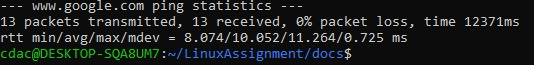 --- www.google.com ping statistics ---
13 packets transmitted, 13 received, 0% packet loss, time 12371ms
rtt min/avg/max/mdev = 8.074/10.052/11.264/0.725 ms
cdac@DESKTOP-SQA8UM7:~/LinuxAssignment/docs$